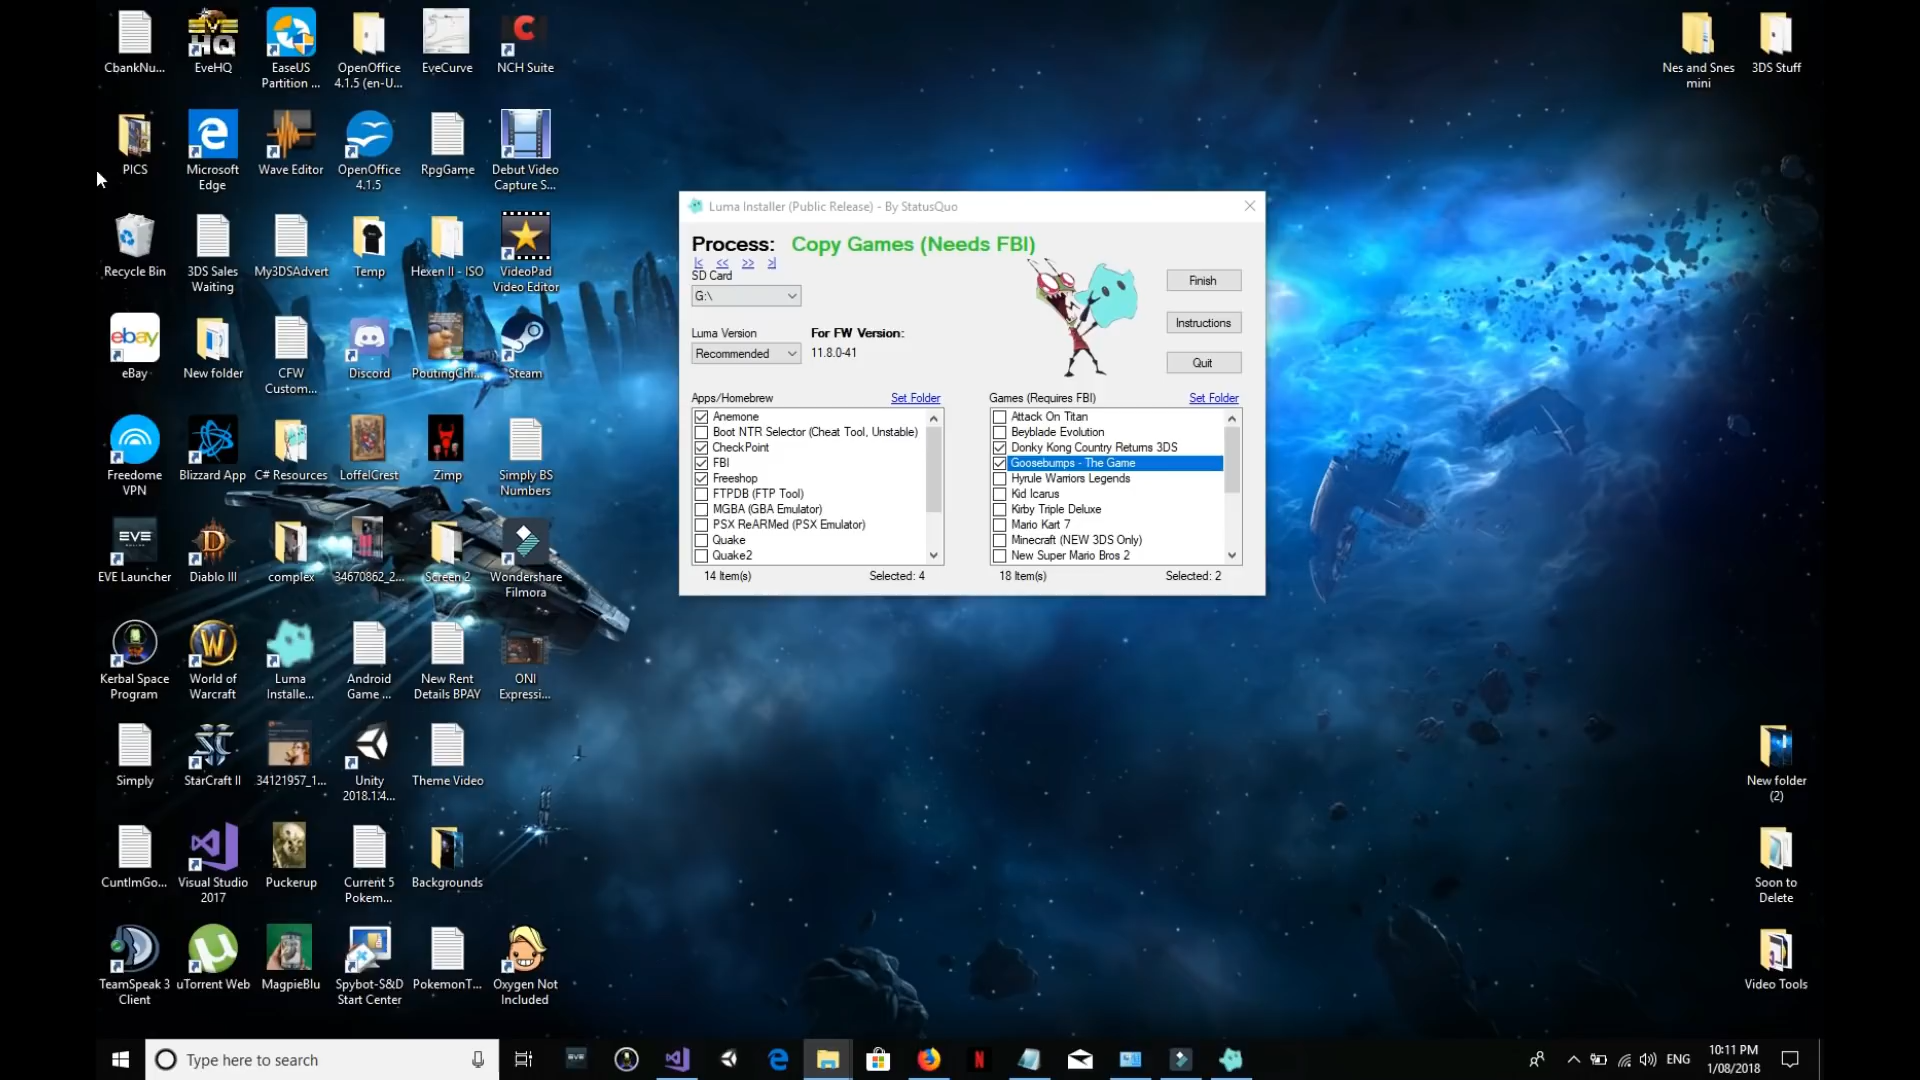 CbankNu...
EveHQ
EaseUS
Partition ...
OpenOffice
4.1.5 (en-U...
EveCurve
NCH Suite
Nes and Snes
mini
3DS Stuff
PICS
Microsoft
Edge
Wave Editor
OpenOffice
4.1.5
RpgGame
Debut Video
Capture S...
Recycle Bin
3DS Sales
Waiting
My3DSAdvert
Temp
Hexen II - ISO
VideoPad
Video Editor
eBay
New folder
CFW
Custom...
Discord
PoutingChi...
Steam
Freedome
VPN
Blizzard App
C# Resources
LoffelCrest
Zimp
Simply BS
Numbers
EVE Launcher
Diablo III
complex
34670862_2...
Screen 2
Wondershare
Filmora
Kerbal Space
Program
World of
Warcraft
Luma
Installe...
Android
Game ...
New Rent
Details BPAY
ONI
Expressi...
Simply
StarCraft II
34121957_1...
Unity
2018.1.4...
Theme Video
CuntImGo...
Visual Studio
2017
Puckerup
Current 5
Pokem...
Backgrounds
TeamSpeak 3
Client
uTorrent Web
MagpieBlu
Spybot-S&D
Start Center
PokemonT...
Oxygen Not
Included
New folder
(2)
Soon to
Delete
Video Tools
Luma Installer (Public Release) - By StatusQuo
Process: Copy Games (Needs FBI)
|< << >> >|
SD Card
G:\
Finish
Luma Version
For FW Version:
Instructions
Recommended
11.8.0-41
Quit
Apps/Homebrew
Set Folder
Anemone
Boot NTR Selector (Cheat Tool, Unstable)
CheckPoint
FBI
Freeshop
FTPDB (FTP Tool)
MGBA (GBA Emulator)
PSX ReARMed (PSX Emulator)
Quake
Quake2
14 Item(s)
Selected: 4
Games (Requires FBI)
Set Folder
Attack On Titan
Beyblade Evolution
Donky Kong Country Returns 3DS
Goosebumps - The Game
Hyrule Warriors Legends
Kid Icarus
Kirby Triple Deluxe
Mario Kart 7
Minecraft (NEW 3DS Only)
New Super Mario Bros 2
18 Item(s)
Selected: 2
Type here to search
ENG
10:11 PM
1/08/2018